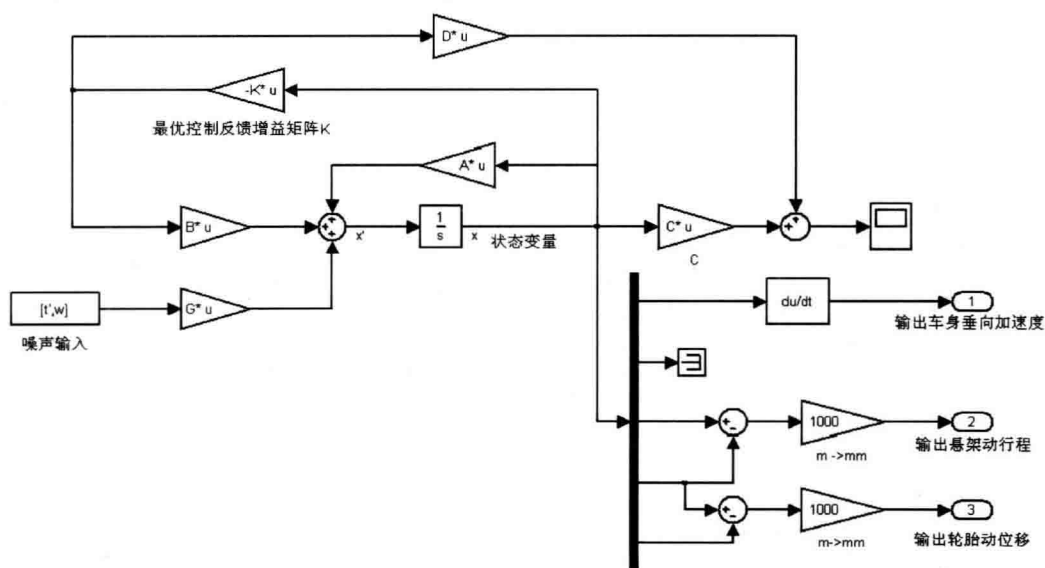 D* u
-K* u
最优控制反馈增益矩阵K
A* u
B* u
x'
1
s
x
状态变量
C* u
C
[t',w]
噪声输入
G* u
du/dt
1
输出车身垂向加速度
1000
m ->mm
2
输出悬架动行程
1000
m->mm
3
输出轮胎动位移